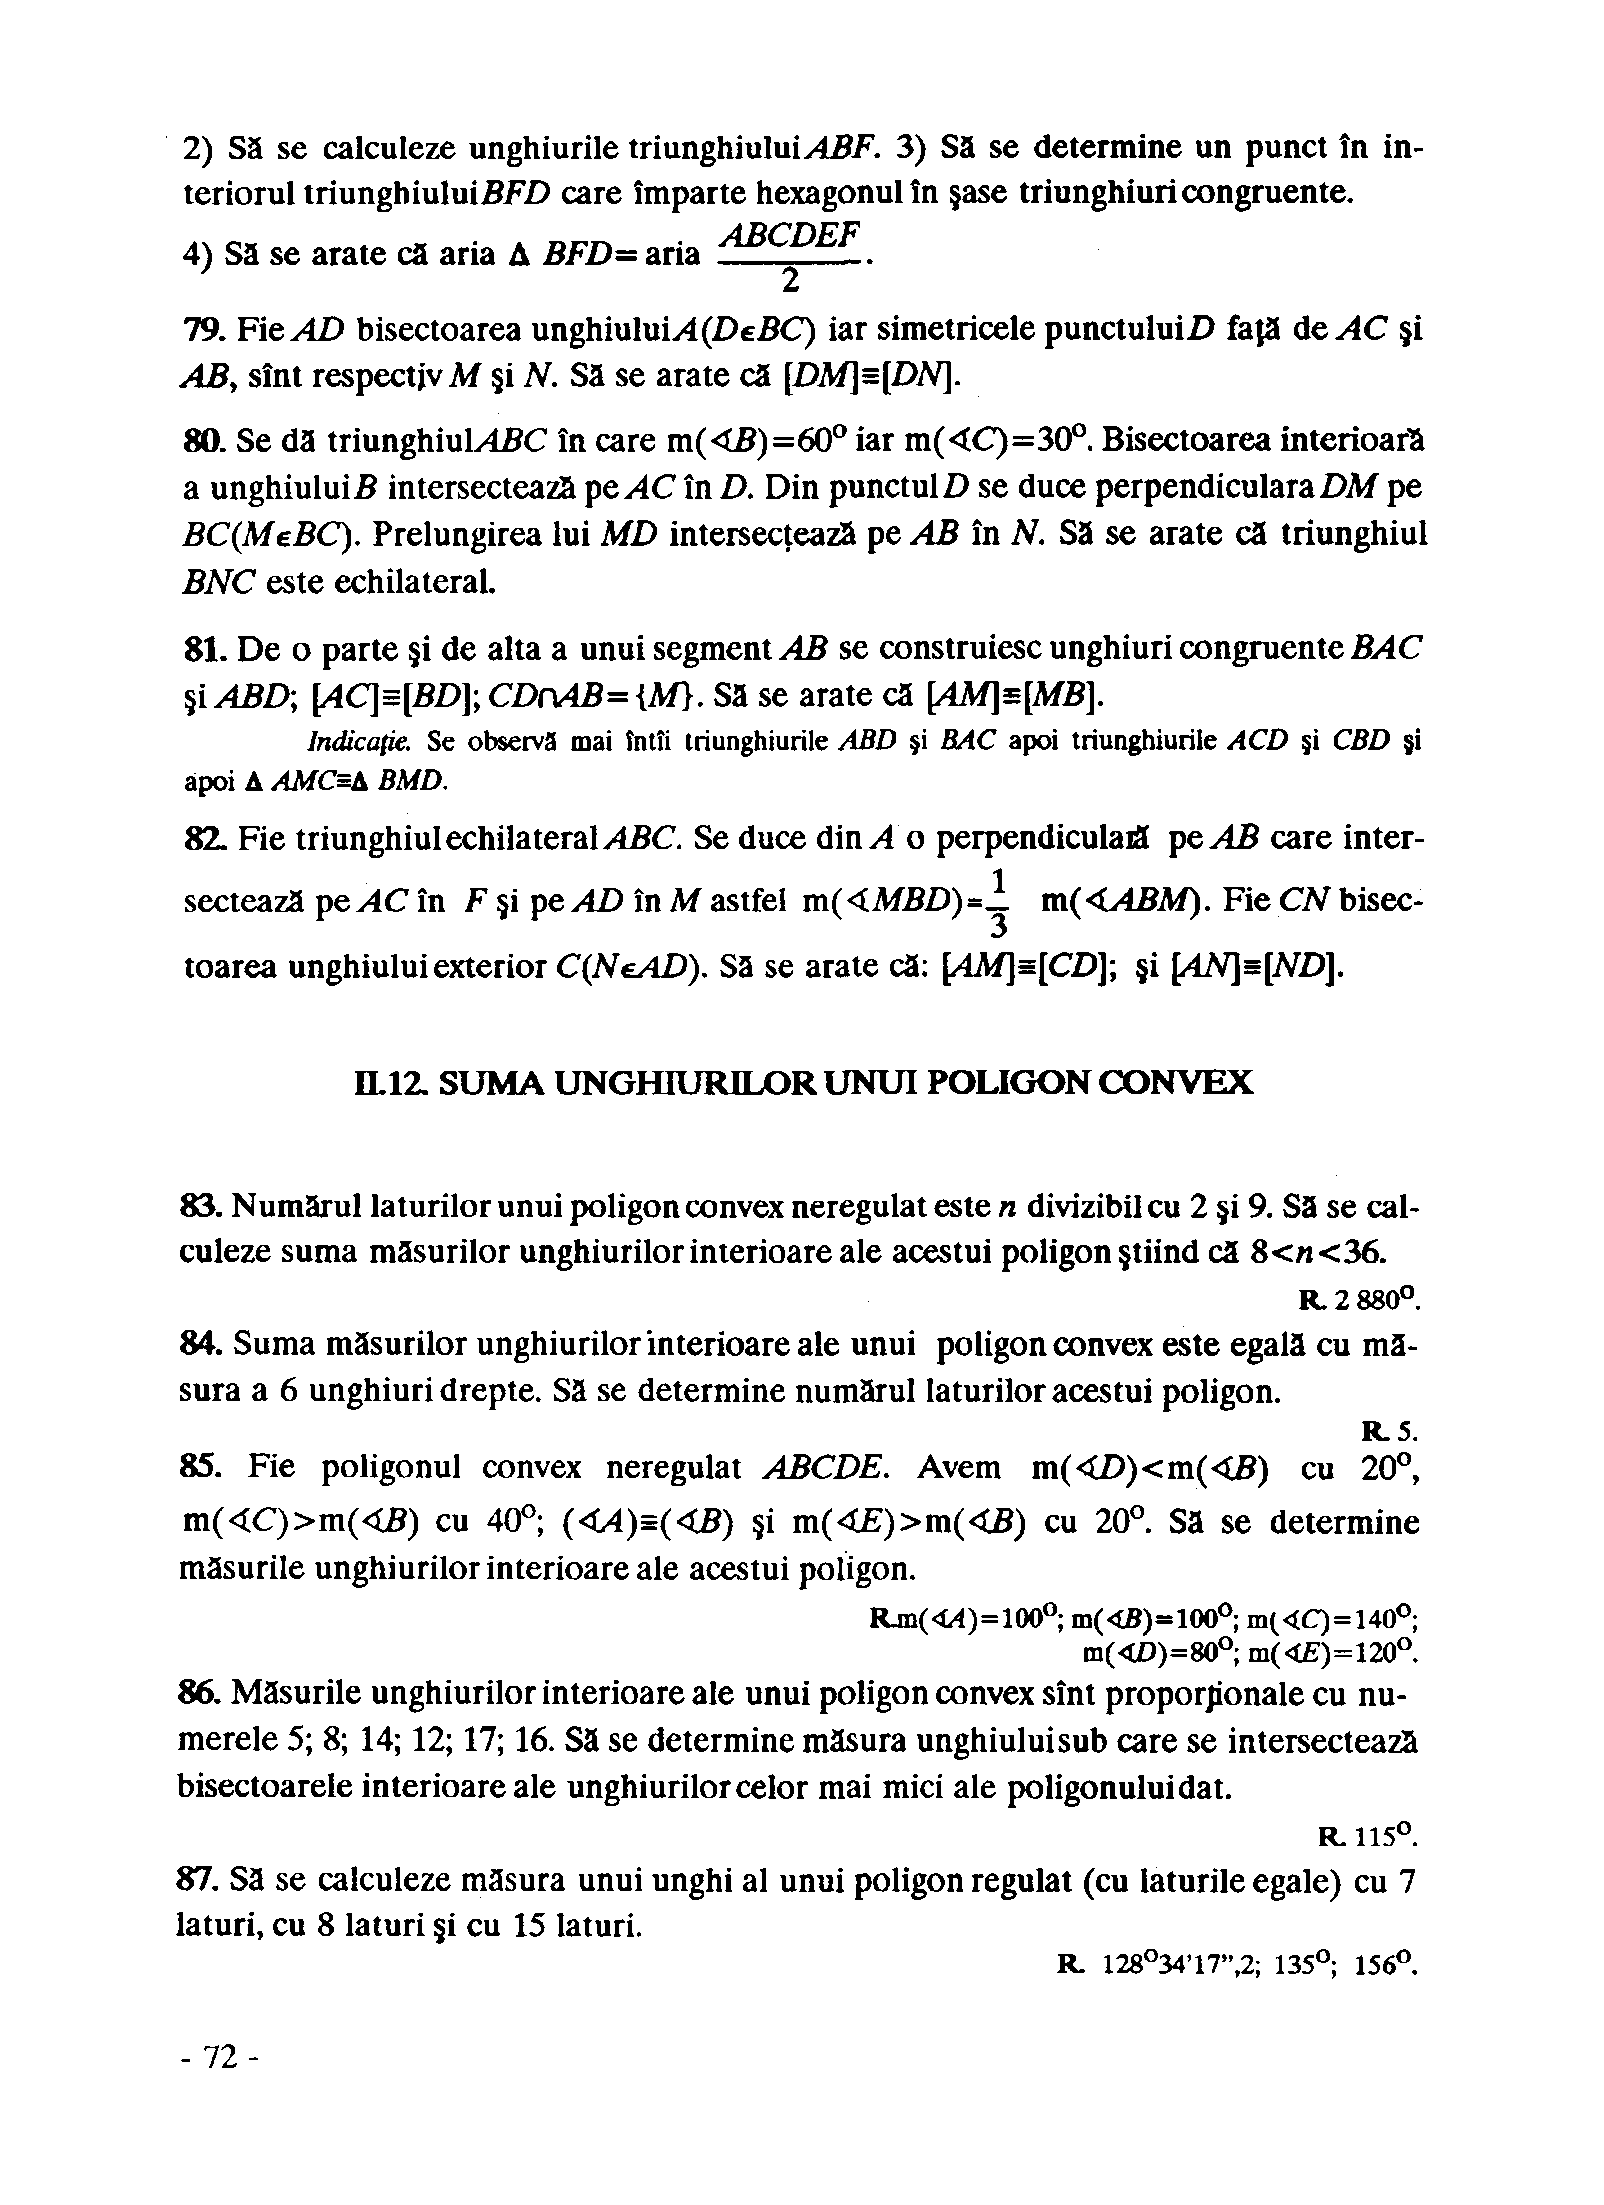 2) Să se calculeze unghiurile triunghiului ABF. 3) Să se determine un punct în in-
teriorul triunghiului BFD care împarte hexagonul în şase triunghiuri congruente.
4) Să se arate că aria Δ BFD= aria ABCDEF/2.
79. Fie AD bisectoarea unghiului A(DєBC) iar simetricele punctului D faţă de AC şi
AB, sînt respectiv M şi N. Să se arate că [DM]≡[DN].
80. Se dă triunghiul ABC în care m(∢B)=60° iar m(∢C)=30°. Bisectoarea interioară
a unghiului B intersectează pe AC în D. Din punctul D se duce perpendiculara DM pe
BC(MєBC). Prelungirea lui MD intersecţează pe AB în N. Să se arate că triunghiul
BNC este echilateral.
81. De o parte şi de alta a unui segment AB se construiesc unghiuri congruente BAC
şi ABD; [AC]≡[BD]; CD∩AB={M}. Să se arate că [AM]≡[MB].
Indicaţie. Se observă mai întîi triunghiurile ABD şi BAC apoi triunghiurile ACD şi CBD şi
apoi Δ AMC≡Δ BMD.
82. Fie triunghiul echilateral ABC. Se duce din A o perpendiculară pe AB care inter-
sectează pe AC în F şi pe AD în M astfel m(∢MBD)=1/3 m(∢ABM). Fie CN bisec-
toarea unghiului exterior C(NєAD). Să se arate că: [AM]≡[CD]; şi [AN]≡[ND].
II.12. SUMA UNGHIURILOR UNUI POLIGON CONVEX
83. Numărul laturilor unui poligon convex neregulat este n divizibil cu 2 şi 9. Să se cal-
culeze suma măsurilor unghiurilor interioare ale acestui poligon ştiind că 8<n<36.
R. 2 880°.
84. Suma măsurilor unghiurilor interioare ale unui poligon convex este egală cu mă-
sura a 6 unghiuri drepte. Să se determine numărul laturilor acestui poligon.
R. 5.
85. Fie poligonul convex neregulat ABCDE. Avem m(∢D)<m(∢B) cu 20°,
m(∢C)>m(∢B) cu 40°; (∢A)≡(∢B) şi m(∢E)>m(∢B) cu 20°. Să se determine
măsurile unghiurilor interioare ale acestui poligon.
R.m(∢A)=100°; m(∢B)=100°; m(∢C)=140°;
m(∢D)=80°; m(∢E)=120°.
86. Măsurile unghiurilor interioare ale unui poligon convex sînt proporţionale cu nu-
merele 5; 8; 14; 12; 17; 16. Să se determine măsura unghiului sub care se intersectează
bisectoarele interioare ale unghiurilor celor mai mici ale poligonului dat.
R. 115°.
87. Să se calculeze măsura unui unghi al unui poligon regulat (cu laturile egale) cu 7
laturi, cu 8 laturi şi cu 15 laturi.
R. 128°34'17",2; 135°; 156°.
- 72 -